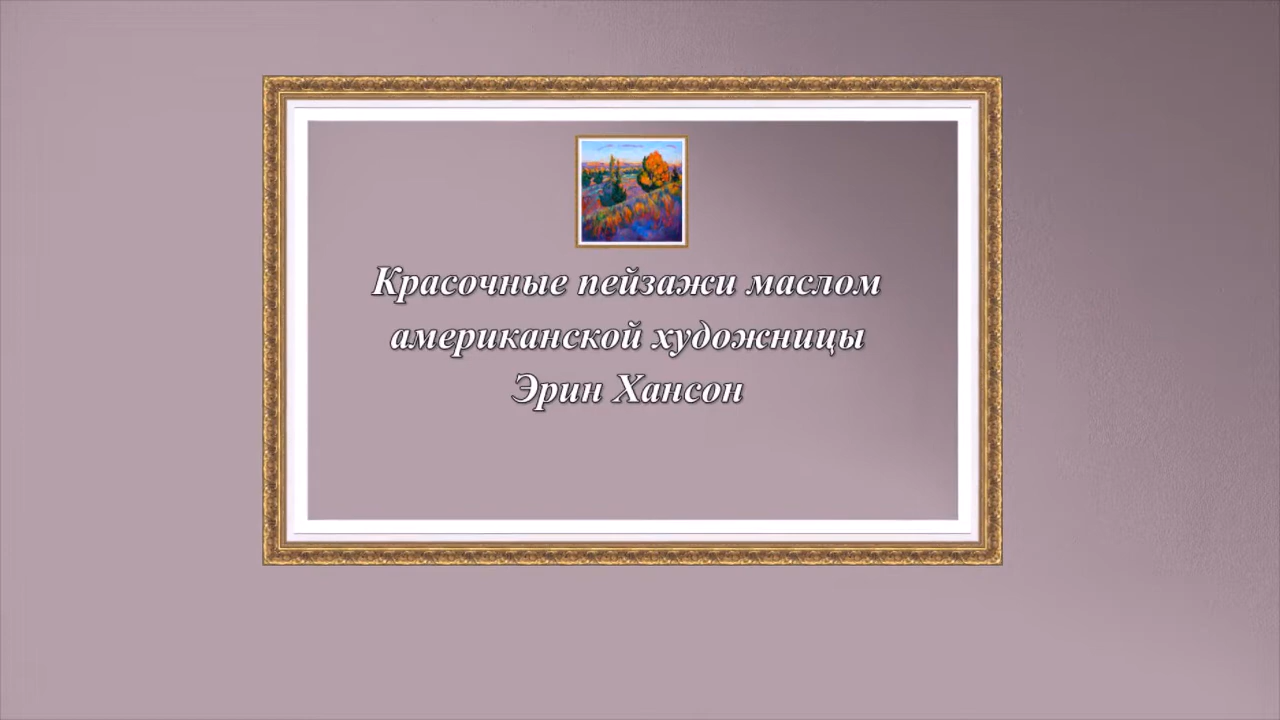 Красочные пейзажи маслом
американской художницы
Эрин Хансон